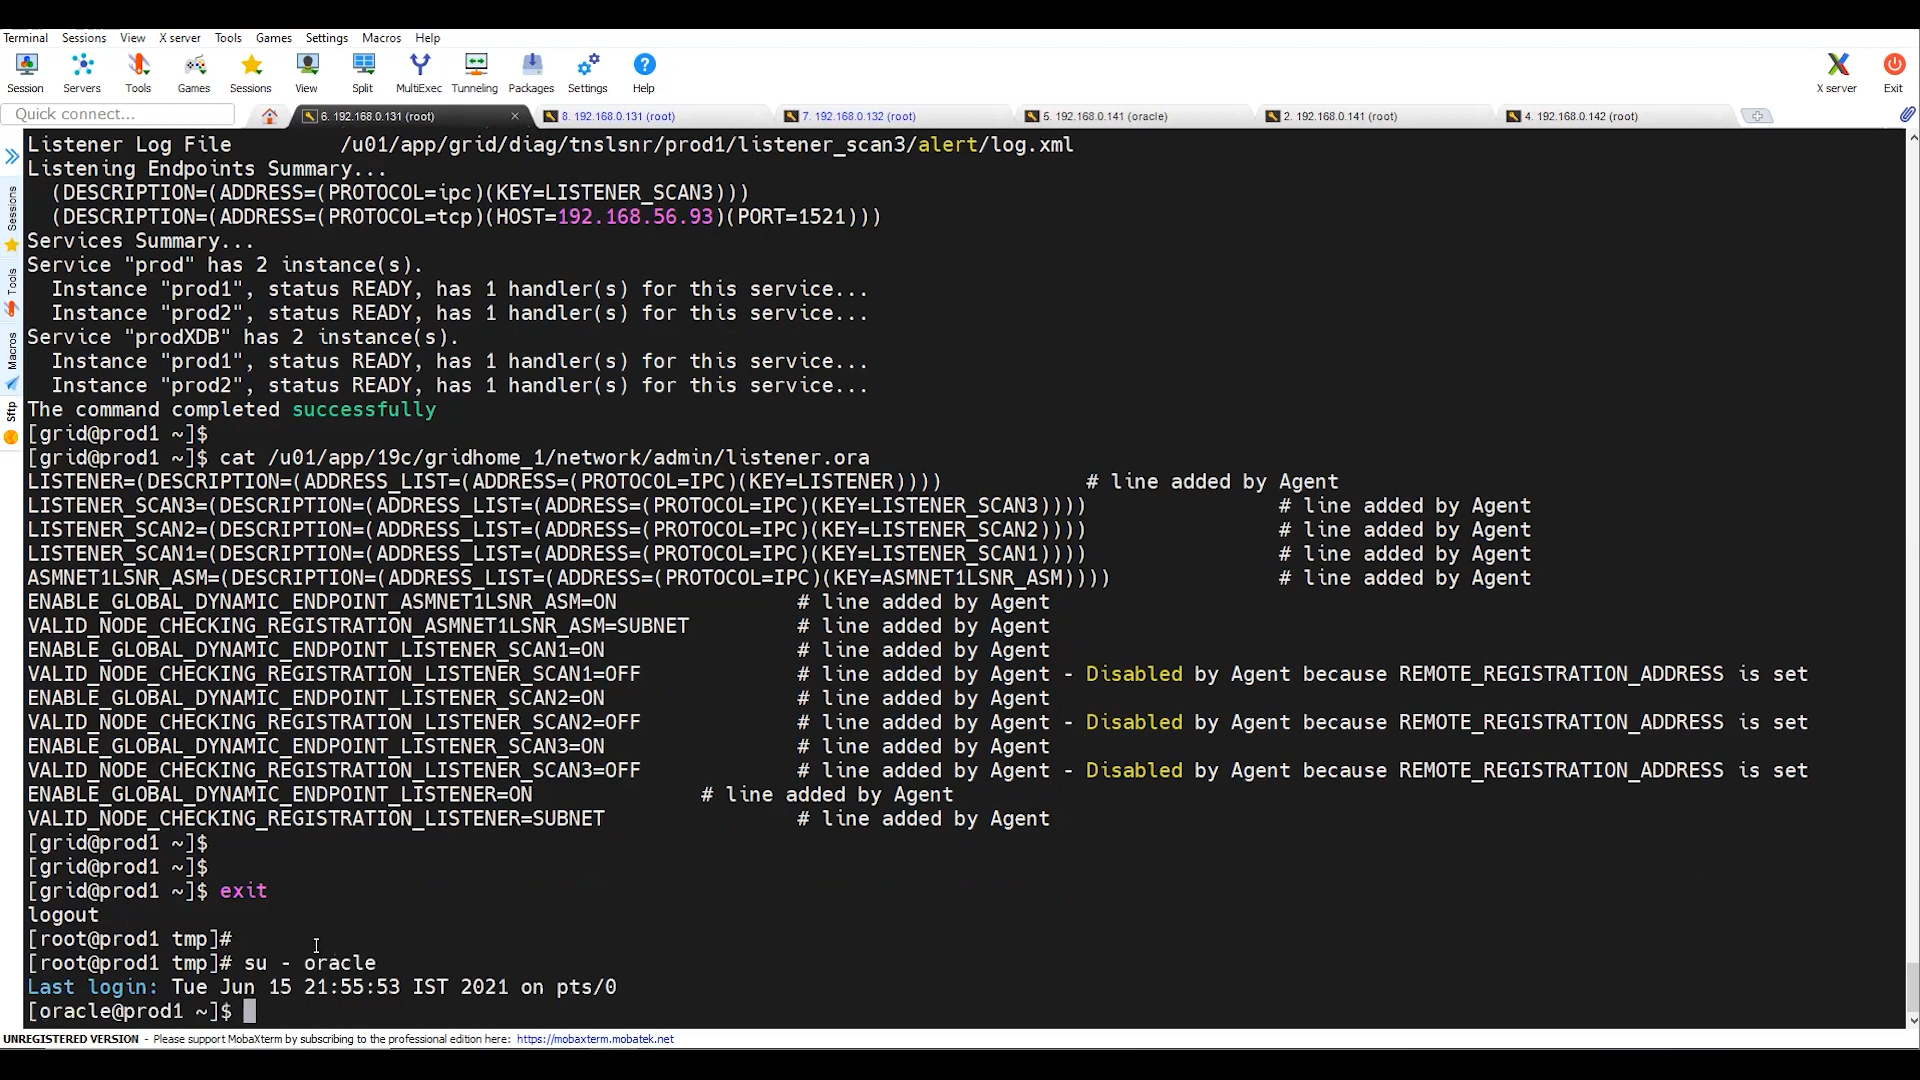 Terminal Sessions View X server Tools Games Settings Macros Help
Session Servers Tools Games Sessions View Split MultiExec Tunneling Packages Settings Help X server Exit
Quick connect... 6. 192.168.0.131 (root) 8. 192.168.0.131 (root) 7. 192.168.0.132 (root) 5. 192.168.0.141 (oracle) 2. 192.168.0.141 (root) 4. 192.168.0.142 (root)
Sessions
Tools
Macros
Sftp
Listener Log File /u01/app/grid/diag/tnslsnr/prod1/listener_scan3/alert/log.xml
Listening Endpoints Summary...
(DESCRIPTION=(ADDRESS=(PROTOCOL=ipc)(KEY=LISTENER_SCAN3)))
(DESCRIPTION=(ADDRESS=(PROTOCOL=tcp)(HOST=192.168.56.93)(PORT=1521)))
Services Summary...
Service "prod" has 2 instance(s).
Instance "prod1", status READY, has 1 handler(s) for this service...
Instance "prod2", status READY, has 1 handler(s) for this service...
Service "prodXDB" has 2 instance(s).
Instance "prod1", status READY, has 1 handler(s) for this service...
Instance "prod2", status READY, has 1 handler(s) for this service...
The command completed successfully
[grid@prod1 ~]$
[grid@prod1 ~]$ cat /u01/app/19c/gridhome_1/network/admin/listener.ora
LISTENER=(DESCRIPTION=(ADDRESS_LIST=(ADDRESS=(PROTOCOL=IPC)(KEY=LISTENER)))) # line added by Agent
LISTENER_SCAN3=(DESCRIPTION=(ADDRESS_LIST=(ADDRESS=(PROTOCOL=IPC)(KEY=LISTENER_SCAN3)))) # line added by Agent
LISTENER_SCAN2=(DESCRIPTION=(ADDRESS_LIST=(ADDRESS=(PROTOCOL=IPC)(KEY=LISTENER_SCAN2)))) # line added by Agent
LISTENER_SCAN1=(DESCRIPTION=(ADDRESS_LIST=(ADDRESS=(PROTOCOL=IPC)(KEY=LISTENER_SCAN1)))) # line added by Agent
ASMNET1LSNR_ASM=(DESCRIPTION=(ADDRESS_LIST=(ADDRESS=(PROTOCOL=IPC)(KEY=ASMNET1LSNR_ASM)))) # line added by Agent
ENABLE_GLOBAL_DYNAMIC_ENDPOINT_ASMNET1LSNR_ASM=ON # line added by Agent
VALID_NODE_CHECKING_REGISTRATION_ASMNET1LSNR_ASM=SUBNET # line added by Agent
ENABLE_GLOBAL_DYNAMIC_ENDPOINT_LISTENER_SCAN1=ON # line added by Agent
VALID_NODE_CHECKING_REGISTRATION_LISTENER_SCAN1=OFF # line added by Agent - Disabled by Agent because REMOTE_REGISTRATION_ADDRESS is set
ENABLE_GLOBAL_DYNAMIC_ENDPOINT_LISTENER_SCAN2=ON # line added by Agent
VALID_NODE_CHECKING_REGISTRATION_LISTENER_SCAN2=OFF # line added by Agent - Disabled by Agent because REMOTE_REGISTRATION_ADDRESS is set
ENABLE_GLOBAL_DYNAMIC_ENDPOINT_LISTENER_SCAN3=ON # line added by Agent
VALID_NODE_CHECKING_REGISTRATION_LISTENER_SCAN3=OFF # line added by Agent - Disabled by Agent because REMOTE_REGISTRATION_ADDRESS is set
ENABLE_GLOBAL_DYNAMIC_ENDPOINT_LISTENER=ON # line added by Agent
VALID_NODE_CHECKING_REGISTRATION_LISTENER=SUBNET # line added by Agent
[grid@prod1 ~]$
[grid@prod1 ~]$
[grid@prod1 ~]$ exit
logout
[root@prod1 tmp]#
[root@prod1 tmp]# su - oracle
Last login: Tue Jun 15 21:55:53 IST 2021 on pts/0
[oracle@prod1 ~]$
UNREGISTERED VERSION - Please support MobaXterm by subscribing to the professional edition here: https://mobaxterm.mobatek.net